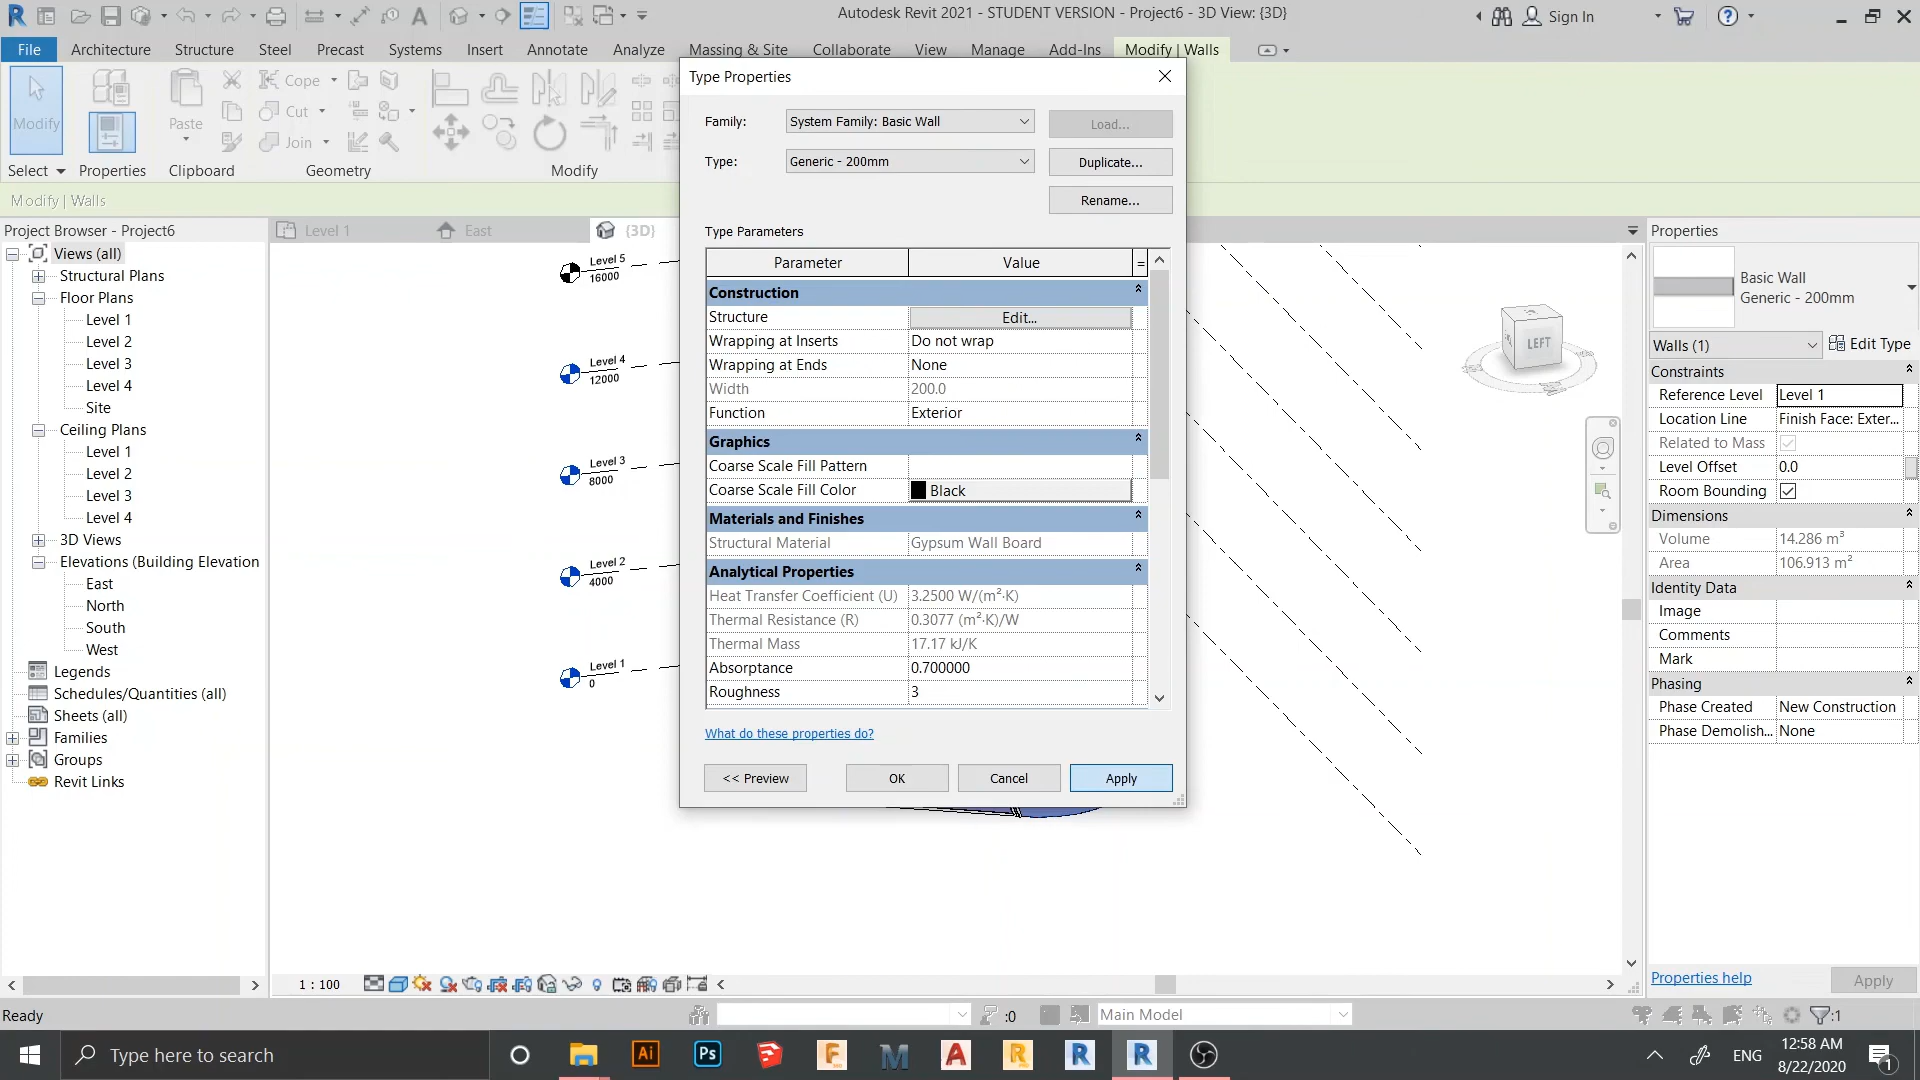 Autodesk Revit 2021 - STUDENT VERSION - Project6 - 3D View: {3D}
Sign In
File
Architecture
Structure
Steel
Precast
Systems
Insert
Annotate
Analyze
Massing & Site
Collaborate
View
Manage
Add-Ins
Modify | Walls
Modify
Paste
Cope
Cut
Join
Select
Properties
Clipboard
Geometry
Modify
Modify | Walls
Project Browser - Project6
Views (all)
Structural Plans
Floor Plans
Level 1
Level 2
Level 3
Level 4
Site
Ceiling Plans
Level 1
Level 2
Level 3
Level 4
3D Views
Elevations (Building Elevation
East
North
South
West
Legends
Schedules/Quantities (all)
Sheets (all)
Families
Groups
Revit Links
Level 1
East
{3D}
Level 5
16000
Level 4
12000
Level 3
8000
Level 2
4000
Level 1
0
Type Properties
Family:
System Family: Basic Wall
Load...
Type:
Generic - 200mm
Duplicate...
Rename...
Type Parameters
Parameter
Value
=
Construction
Structure
Edit...
Wrapping at Inserts
Do not wrap
Wrapping at Ends
None
Width
200.0
Function
Exterior
Graphics
Coarse Scale Fill Pattern
Coarse Scale Fill Color
Black
Materials and Finishes
Structural Material
Gypsum Wall Board
Analytical Properties
Heat Transfer Coefficient (U)
3.2500 W/(m²·K)
Thermal Resistance (R)
0.3077 (m²·K)/W
Thermal Mass
17.17 kJ/K
Absorptance
0.700000
Roughness
3
What do these properties do?
<< Preview
OK
Cancel
Apply
LEFT
Properties
Basic Wall
Generic - 200mm
Walls (1)
Edit Type
Constraints
Reference Level
Level 1
Location Line
Finish Face: Exter...
Related to Mass
Level Offset
0.0
Room Bounding
Dimensions
Volume
14.286 m³
Area
106.913 m²
Identity Data
Image
Comments
Mark
Phasing
Phase Created
New Construction
Phase Demolish...
None
Properties help
Apply
1 : 100
Ready
:0
Main Model
:1
Type here to search
Ai
Ps
F
M
A
R
R
R
ENG
12:58 AM
8/22/2020
1